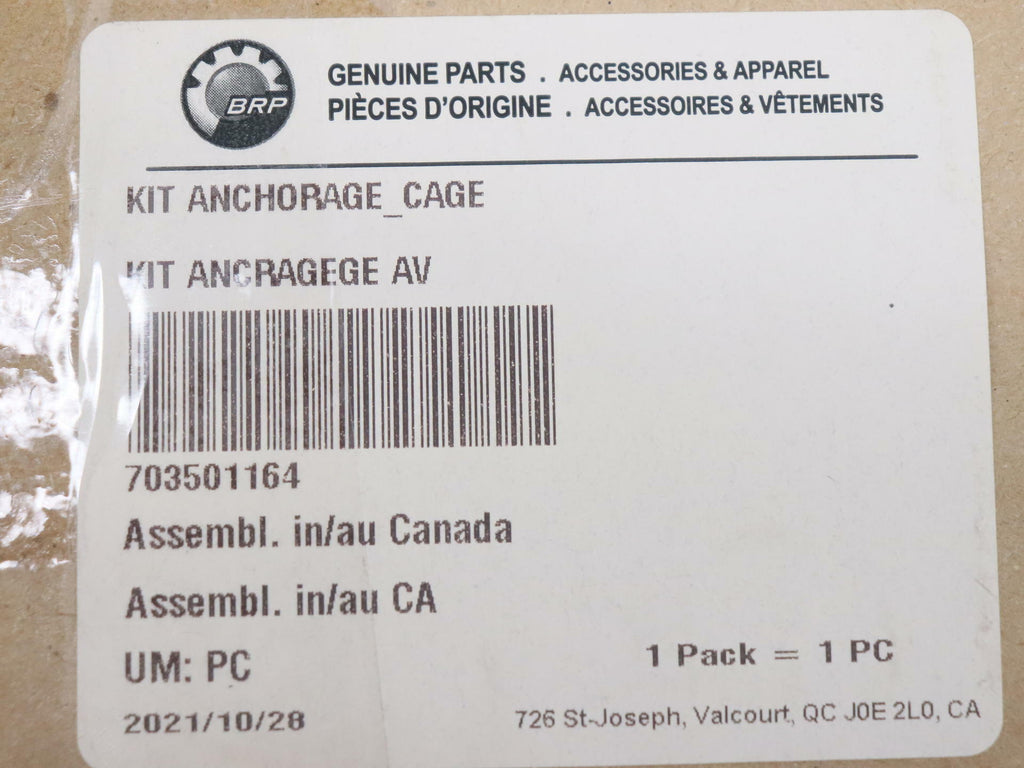 BRP
GENUINE PARTS . ACCESSORIES & APPAREL
PIÈCES D'ORIGINE . ACCESSOIRES & VÊTEMENTS
KIT ANCHORAGE_CAGE
KIT ANCRAGEGE AV
703501164
Assembl. in/au Canada
Assembl. in/au CA
UM: PC
1 Pack = 1 PC
2021/10/28
726 St-Joseph, Valcourt, QC J0E 2L0, CA